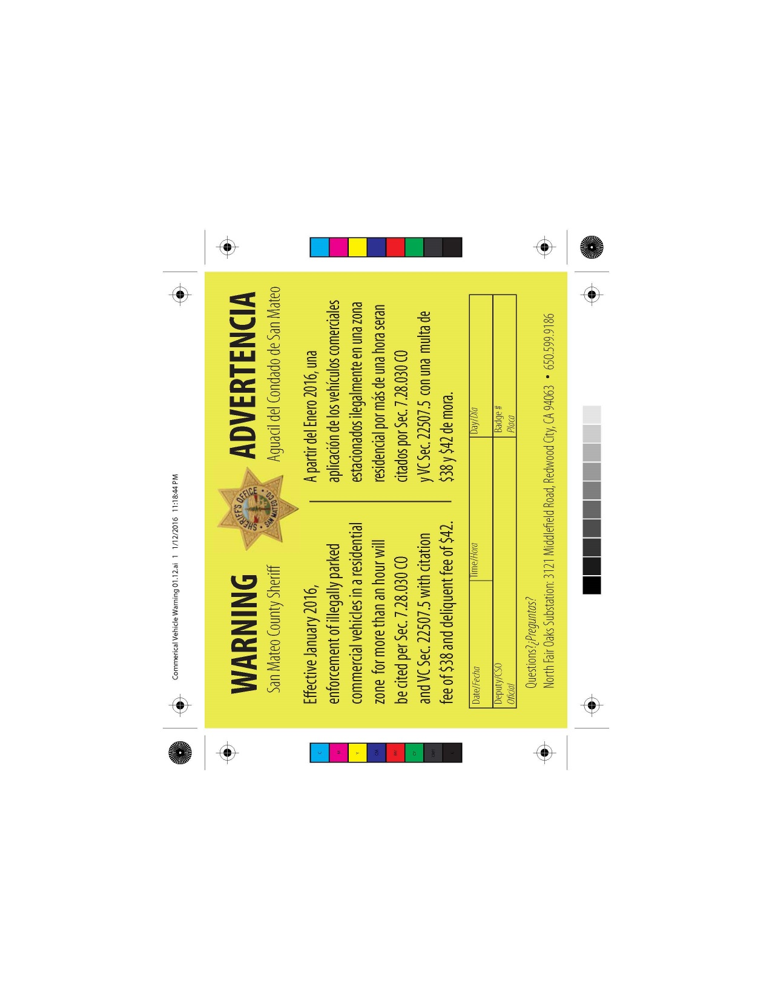 Commerical Vehicle Warning 01.12.ai   1   1/12/2016   11:18:44 PM
WARNING
San Mateo County Sheriff
SHERIFF'S OFFICE
SAN MATEO CO.
ADVERTENCIA
Aguacil del Condado de San Mateo
Effective January 2016,
enforcement of illegally parked
commercial vehicles in a residential
zone for more than an hour will
be cited per Sec. 7.28.030 CO
and VC Sec. 22507.5 with citation
fee of $38 and deliquent fee of $42.
A partir del Enero 2016, una
aplicación de los vehículos comerciales
estacionados ilegalmente en una zona
residencial por más de una hora seran
citados por Sec. 7.28.030 C0
y VC Sec. 22507.5 con una multa de
$38 y $42 de mora.
Date/Fecha
Time/Hora
Day/Día
Deputy/CSO
Oficial
Badge #
Placa
Questions? ¿Preguntas?
North Fair Oaks Substation: 3121 Middlefield Road, Redwood City, CA 94063 • 650.599.9186
C
M
Y
CM
MY
CY
CMY
K